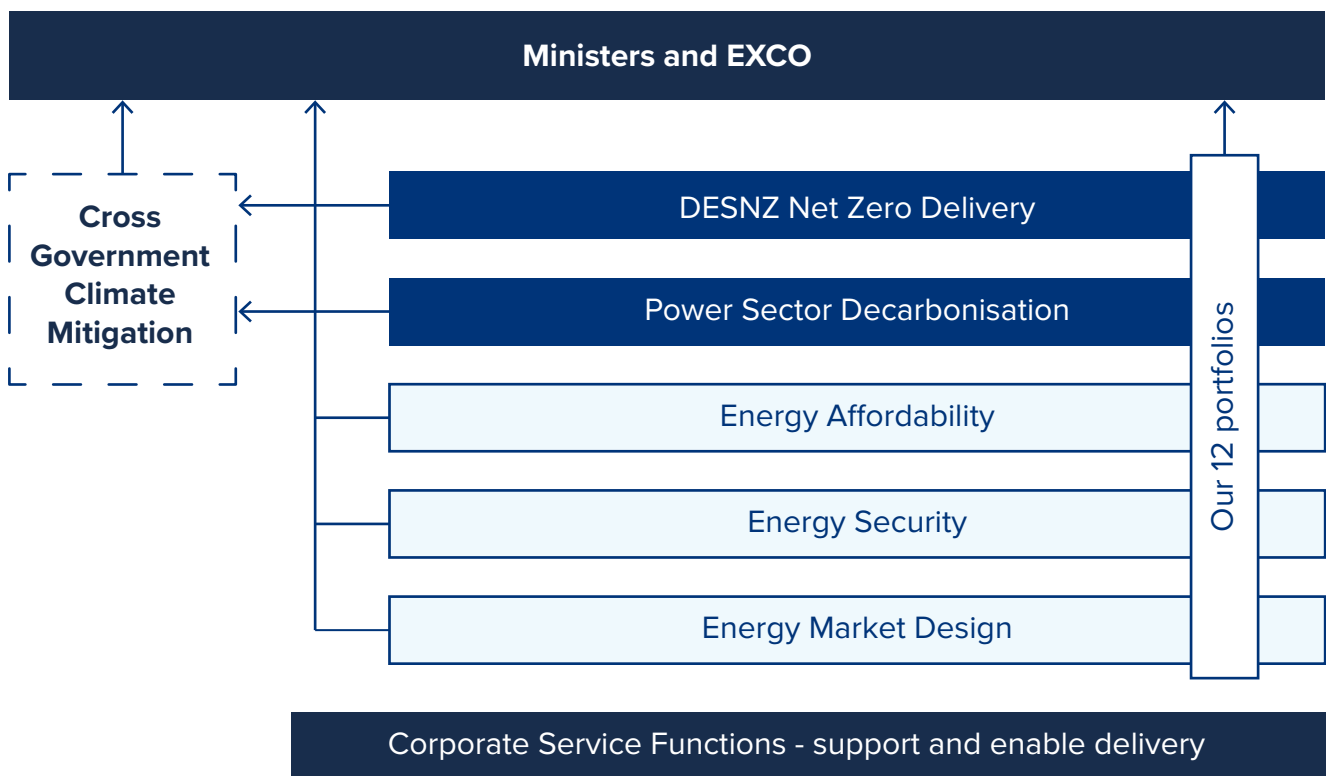 Ministers and EXCO
Cross
Government
Climate
Mitigation
DESNZ Net Zero Delivery
Power Sector Decarbonisation
Energy Affordability
Energy Security
Energy Market Design
Our 12 portfolios
Corporate Service Functions - support and enable delivery